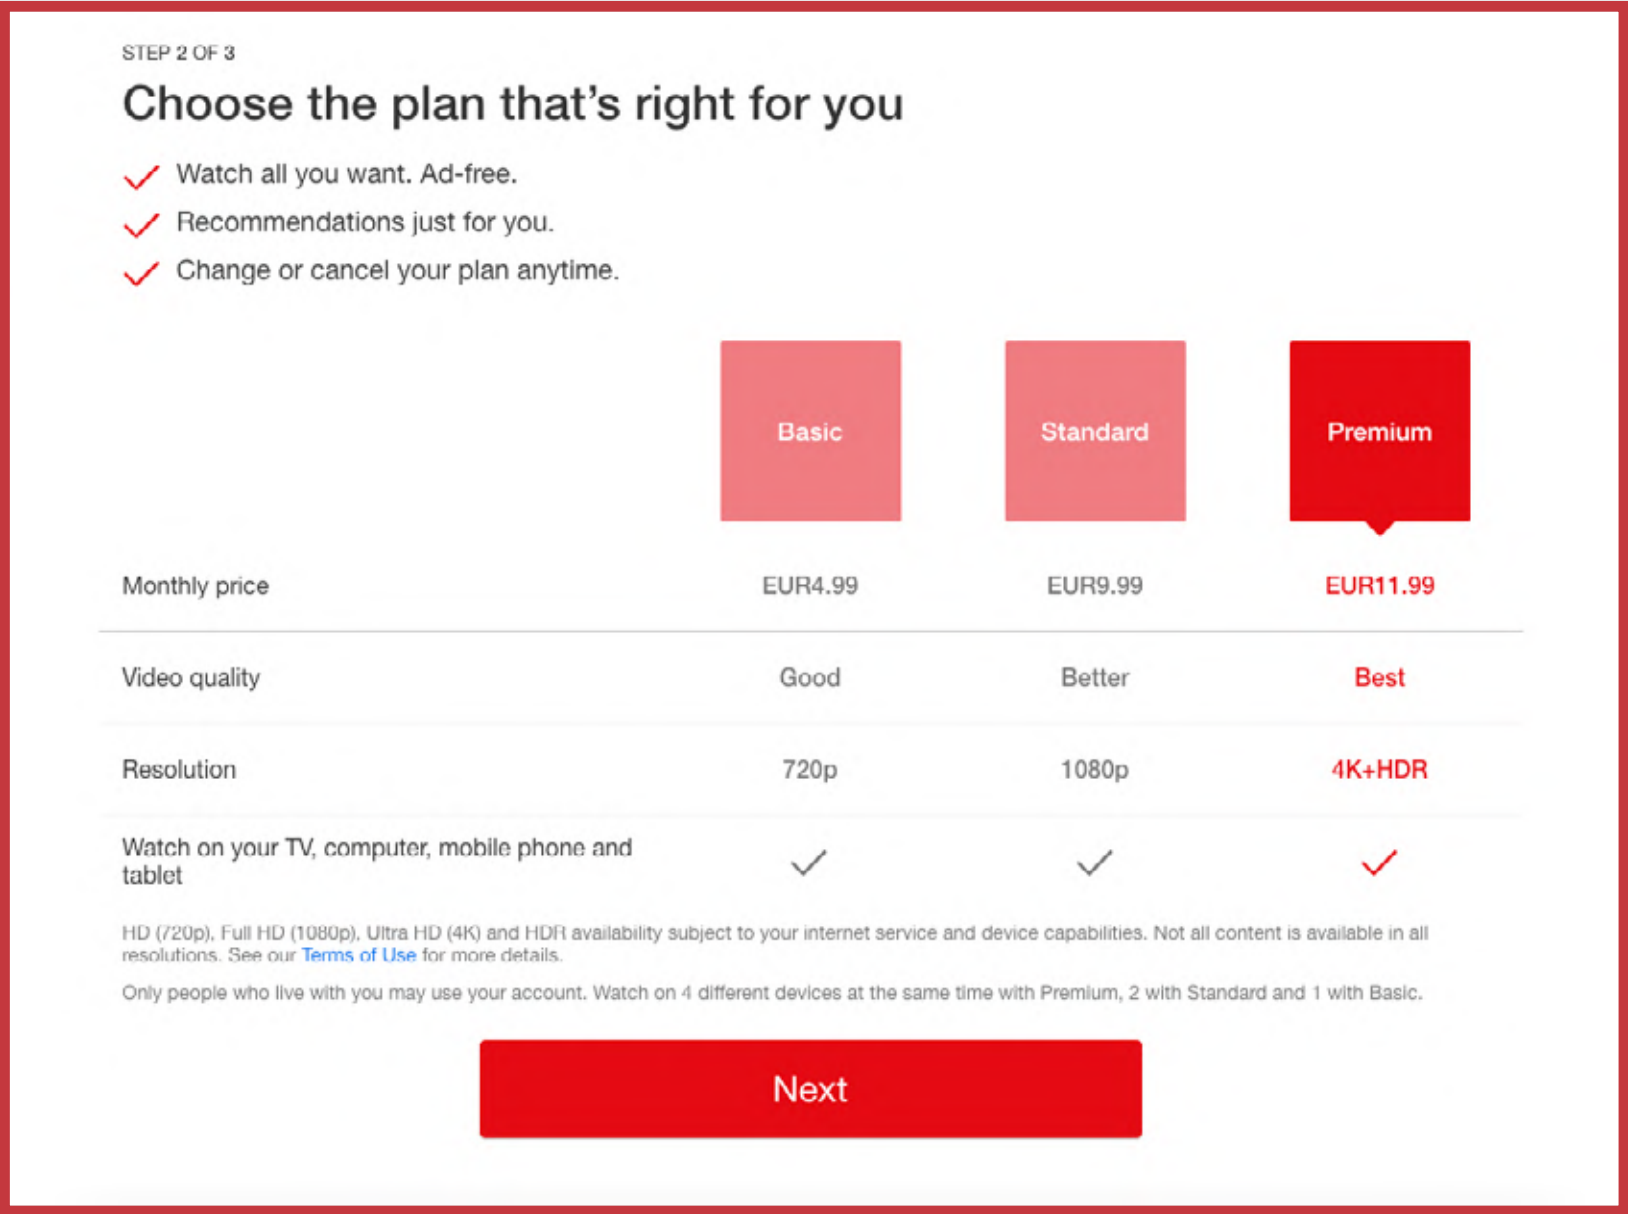 STEP 2 OF 3
Choose the plan that's right for you
Watch all you want. Ad-free.
Recommendations just for you.
Change or cancel your plan anytime.
Basic Standard Premium
Monthly price EUR4.99 EUR9.99 EUR11.99
Video quality Good Better Best
Resolution 720p 1080p 4K+HDR
Watch on your TV, computer, mobile phone and
tablet
HD (720p), Full HD (1080p), Ultra HD (4K) and HDR availability subject to your internet service and device capabilities. Not all content is available in all
resolutions. See our Terms of Use for more details.
Only people who live with you may use your account. Watch on 4 different devices at the same time with Premium, 2 with Standard and 1 with Basic.
Next